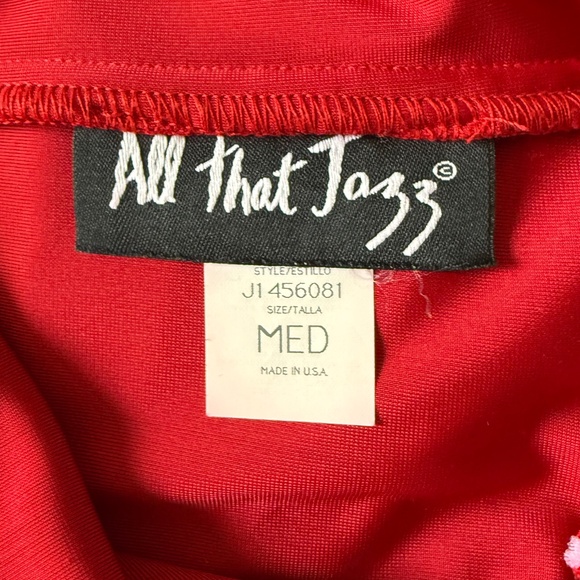 All that Jazz©
STYLE/ESTILLO
J1456081
SIZE/TALLA
MED
MADE IN U.S.A.